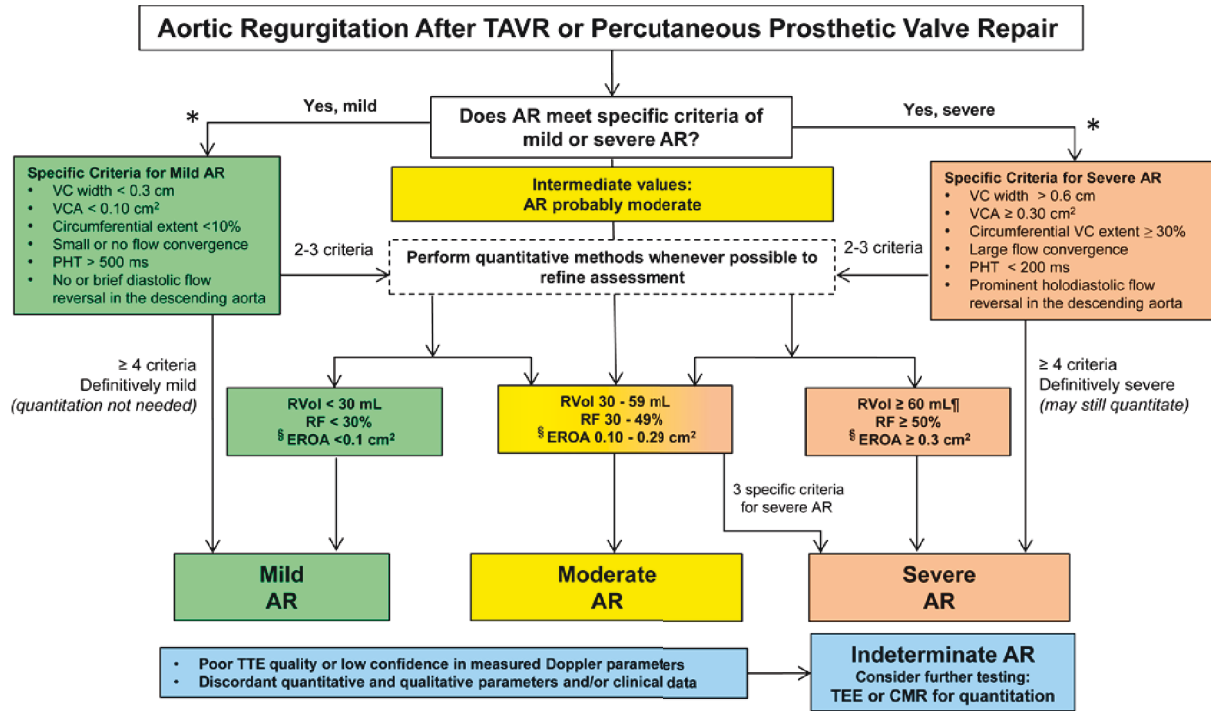 Aortic Regurgitation After TAVR or Percutaneous Prosthetic Valve Repair
Yes, mild
Yes, severe
*
*
Does AR meet specific criteria of
mild or severe AR?
Specific Criteria for Mild AR
• VC width < 0.3 cm
• VCA < 0.10 cm²
• Circumferential extent <10%
• Small or no flow convergence
• PHT > 500 ms
• No or brief diastolic flow
reversal in the descending aorta
Intermediate values:
AR probably moderate
Specific Criteria for Severe AR
• VC width > 0.6 cm
• VCA ≥ 0.30 cm²
• Circumferential VC extent ≥ 30%
• Large flow convergence
• PHT < 200 ms
• Prominent holodiastolic flow
reversal in the descending aorta
2-3 criteria
Perform quantitative methods whenever possible to
refine assessment
2-3 criteria
≥ 4 criteria
Definitively mild
(quantitation not needed)
RVol < 30 mL
RF < 30%
§ EROA <0.1 cm²
RVol 30 - 59 mL
RF 30 - 49%
§ EROA 0.10 - 0.29 cm²
RVol ≥ 60 mL¶
RF ≥ 50%
§ EROA ≥ 0.3 cm²
≥ 4 criteria
Definitively severe
(may still quantitate)
3 specific criteria
for severe AR
Mild
AR
Moderate
AR
Severe
AR
• Poor TTE quality or low confidence in measured Doppler parameters
• Discordant quantitative and qualitative parameters and/or clinical data
Indeterminate AR
Consider further testing:
TEE or CMR for quantitation